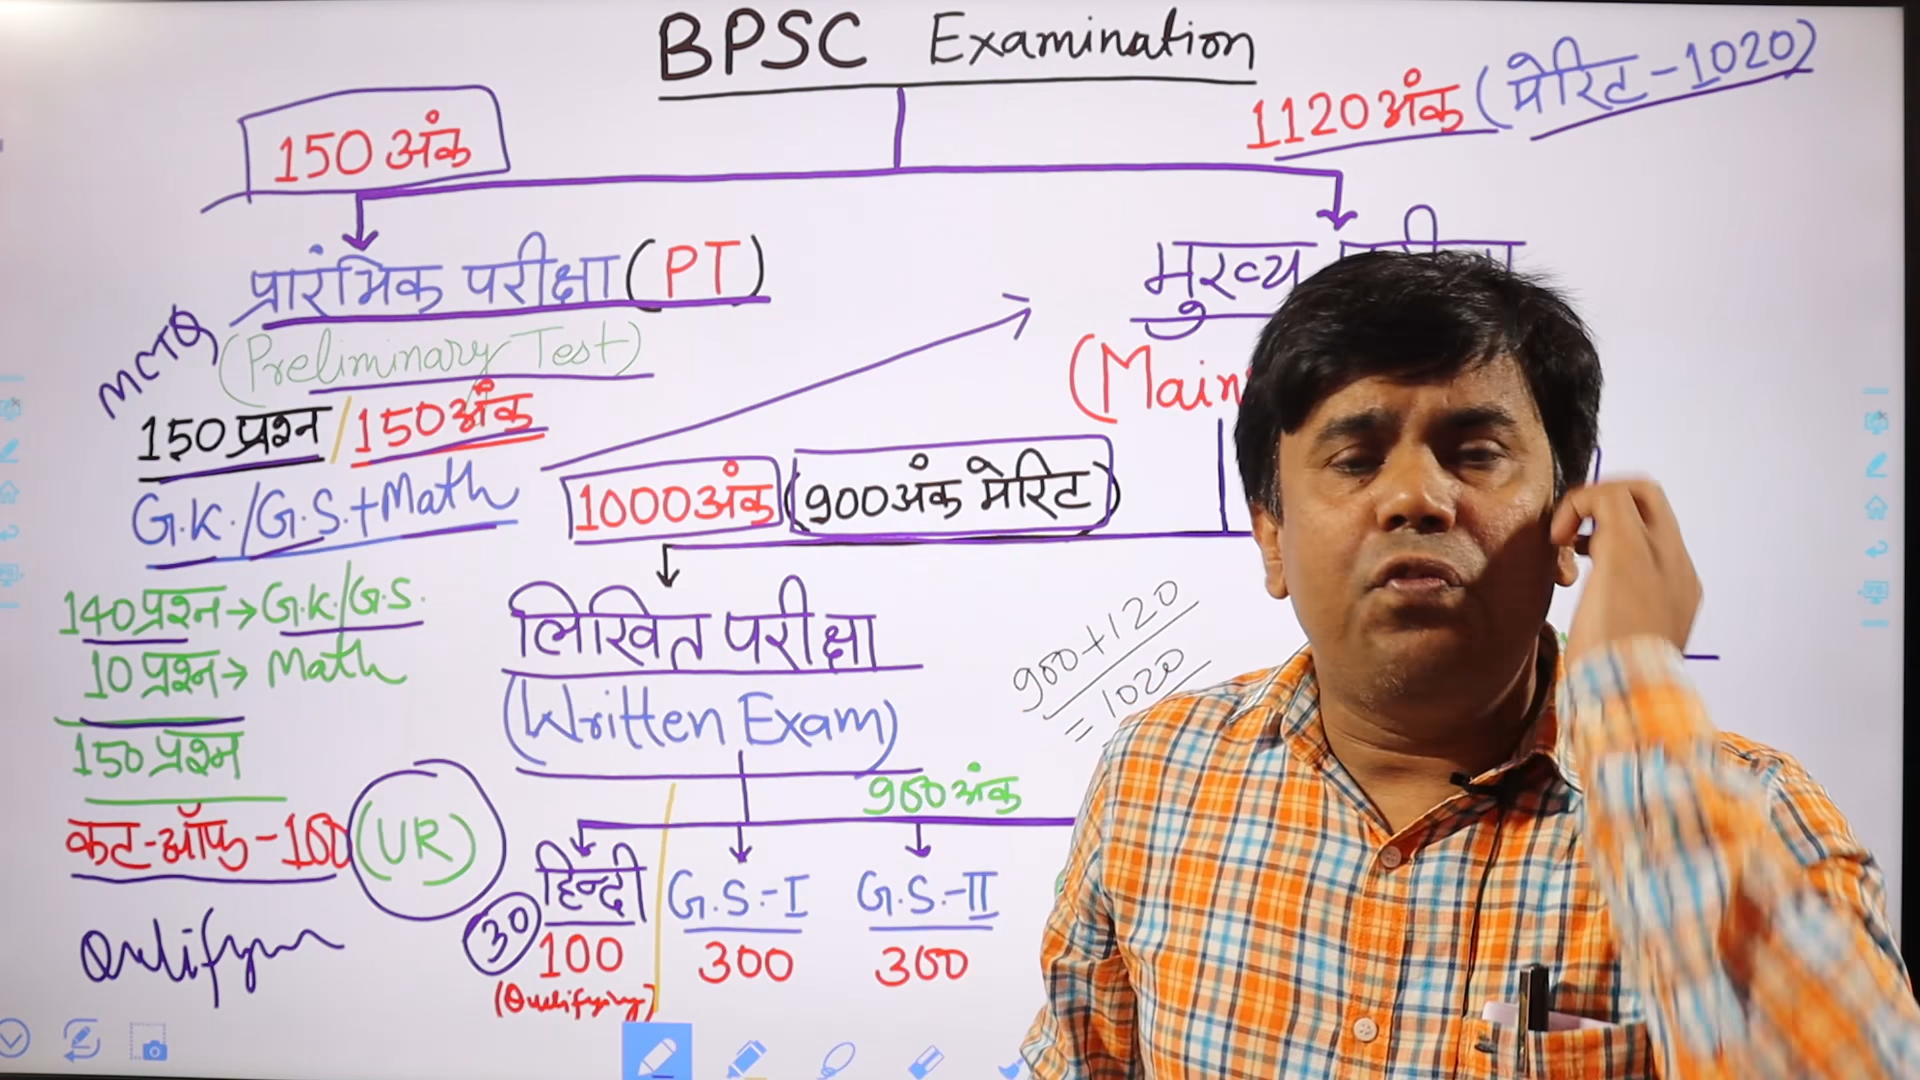 BPSC Examination
150 अंक
1120 अंक (मेरिट-1020)
प्रारंभिक परीक्षा (PT)
मुख्य
MCTQ
(Preliminary Test)
(Main
150 प्रश्न / 150 अंक
G.K./G.S.+Math
1000 अंक (900 अंक मेरिट)
140 प्रश्न → G.K./G.S.
10 प्रश्न → Math
150 प्रश्न
लिखित परीक्षा
(Written Exam)
900+120
= 1020
900 अंक
कट-ऑफ-100 (UR)
हिन्दी
G.S.-I
G.S.-II
30
100
300
300
(Qualifying)